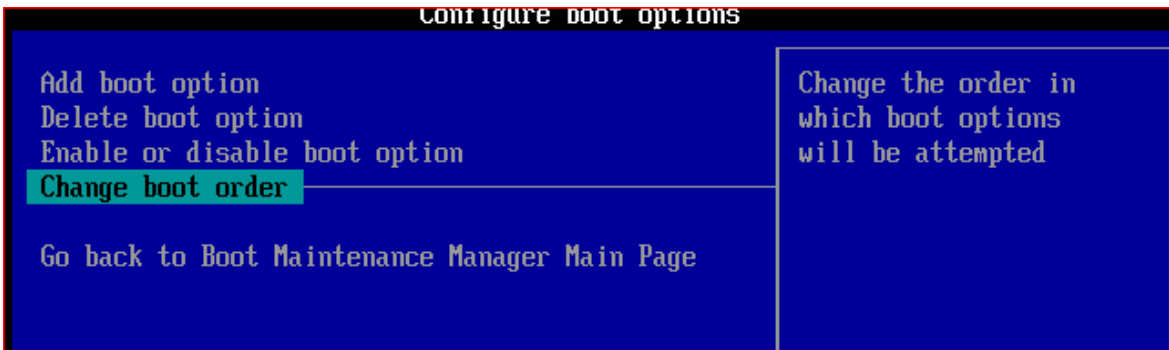 Configure boot options
Add boot option
Delete boot option
Enable or disable boot option
Change boot order
Go back to Boot Maintenance Manager Main Page
Change the order in
which boot options
will be attempted